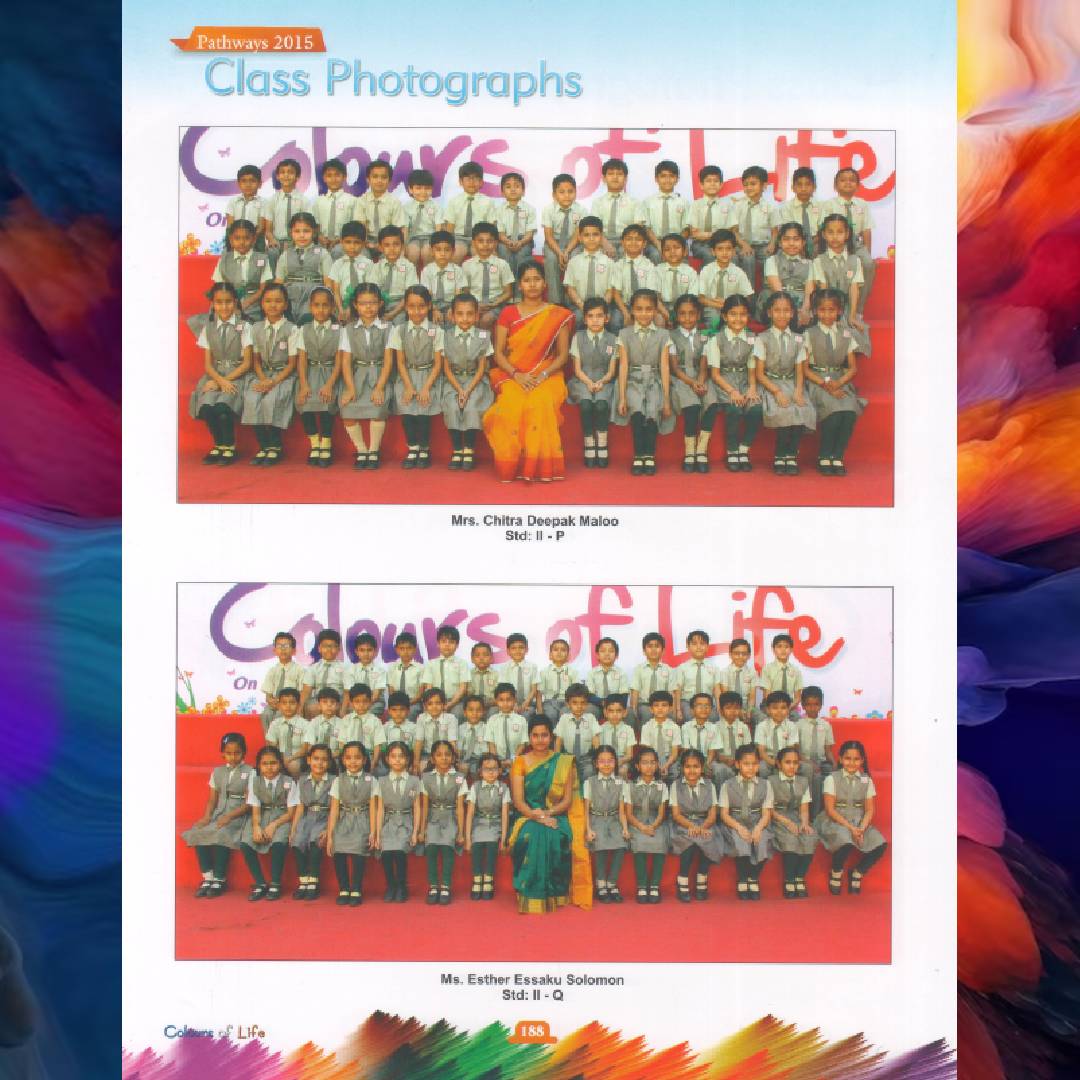 Pathways 2015
Class Photographs
Colours of Life
On
Mrs. Chitra Deepak Maloo
Std: II - P
Colours of Life
On
Ms. Esther Essaku Solomon
Std: II - Q
Colours of Life
188